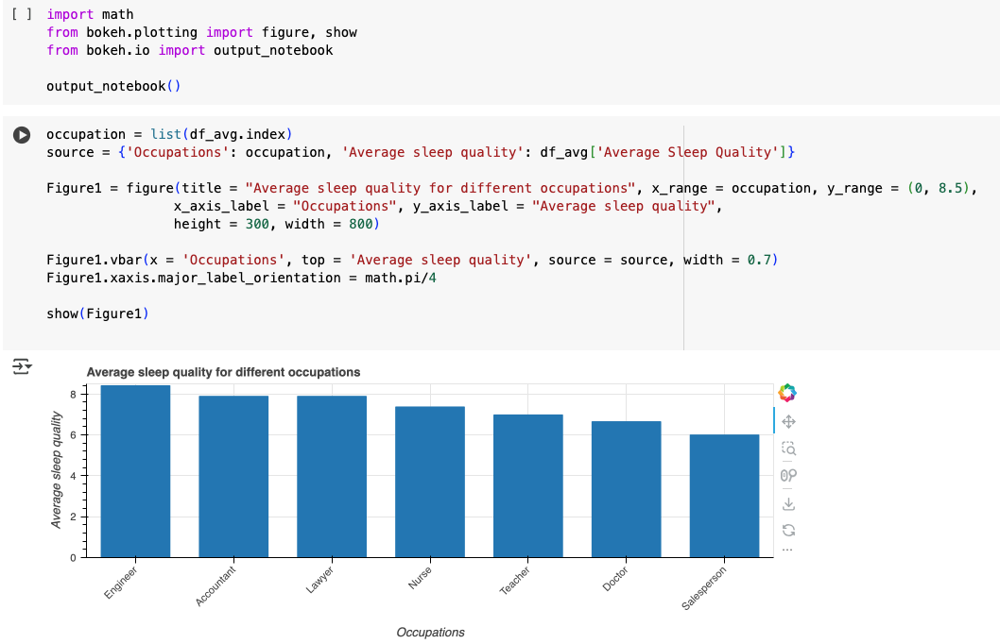 [ ] import math
from bokeh.plotting import figure, show
from bokeh.io import output_notebook
output_notebook()
occupation = list(df_avg.index)
source = {'Occupations': occupation, 'Average sleep quality': df_avg['Average Sleep Quality']}
Figure1 = figure(title = "Average sleep quality for different occupations", x_range = occupation, y_range = (0, 8.5),
x_axis_label = "Occupations", y_axis_label = "Average sleep quality",
height = 300, width = 800)
Figure1.vbar(x = 'Occupations', top = 'Average sleep quality', source = source, width = 0.7)
Figure1.xaxis.major_label_orientation = math.pi/4
show(Figure1)
Average sleep quality for different occupations
Average sleep quality
8
6
4
2
0
Engineer
Accountant
Lawyer
Nurse
Teacher
Doctor
Salesperson
Occupations